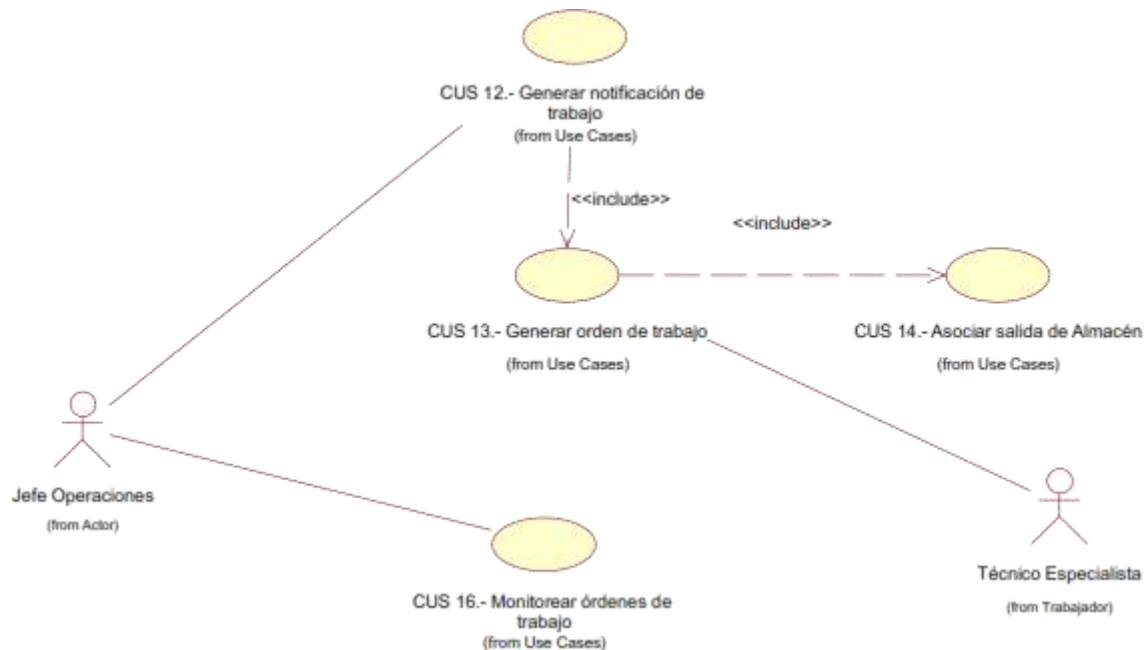 CUS 12.- Generar notificación de
trabajo
(from Use Cases)
<<include>>
<<include>>
CUS 13.- Generar orden de trabajo
(from Use Cases)
CUS 14.- Asociar salida de Almacén
(from Use Cases)
Jefe Operaciones
(from Actor)
Técnico Especialista
(from Trabajador)
CUS 16.- Monitorear órdenes de
trabajo
(from Use Cases)